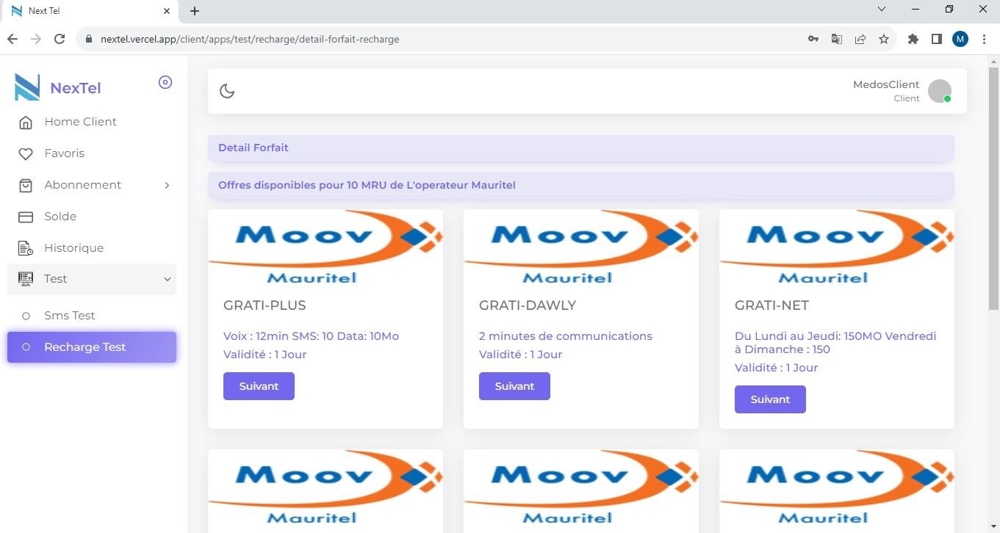 Next Tel
nextel.vercel.app/client/apps/test/recharge/detail-forfait-recharge
M
NexTel
Home Client
Favoris
Abonnement
Solde
Historique
Test
Sms Test
Recharge Test
MedosClient
Client
Detail Forfait
Offres disponibles pour 10 MRU de L'operateur Mauritel
Moov
Mauritel
GRATI-PLUS
Voix : 12min SMS: 10 Data: 10Mo
Validité : 1 Jour
Suivant
Moov
Mauritel
GRATI-DAWLY
2 minutes de communications
Validité : 1 Jour
Suivant
Moov
Mauritel
GRATI-NET
Du Lundi au Jeudi: 150MO Vendredi
à Dimanche : 150
Validité : 1 Jour
Suivant
Moov
Mauritel
Moov
Mauritel
Moov
Mauritel